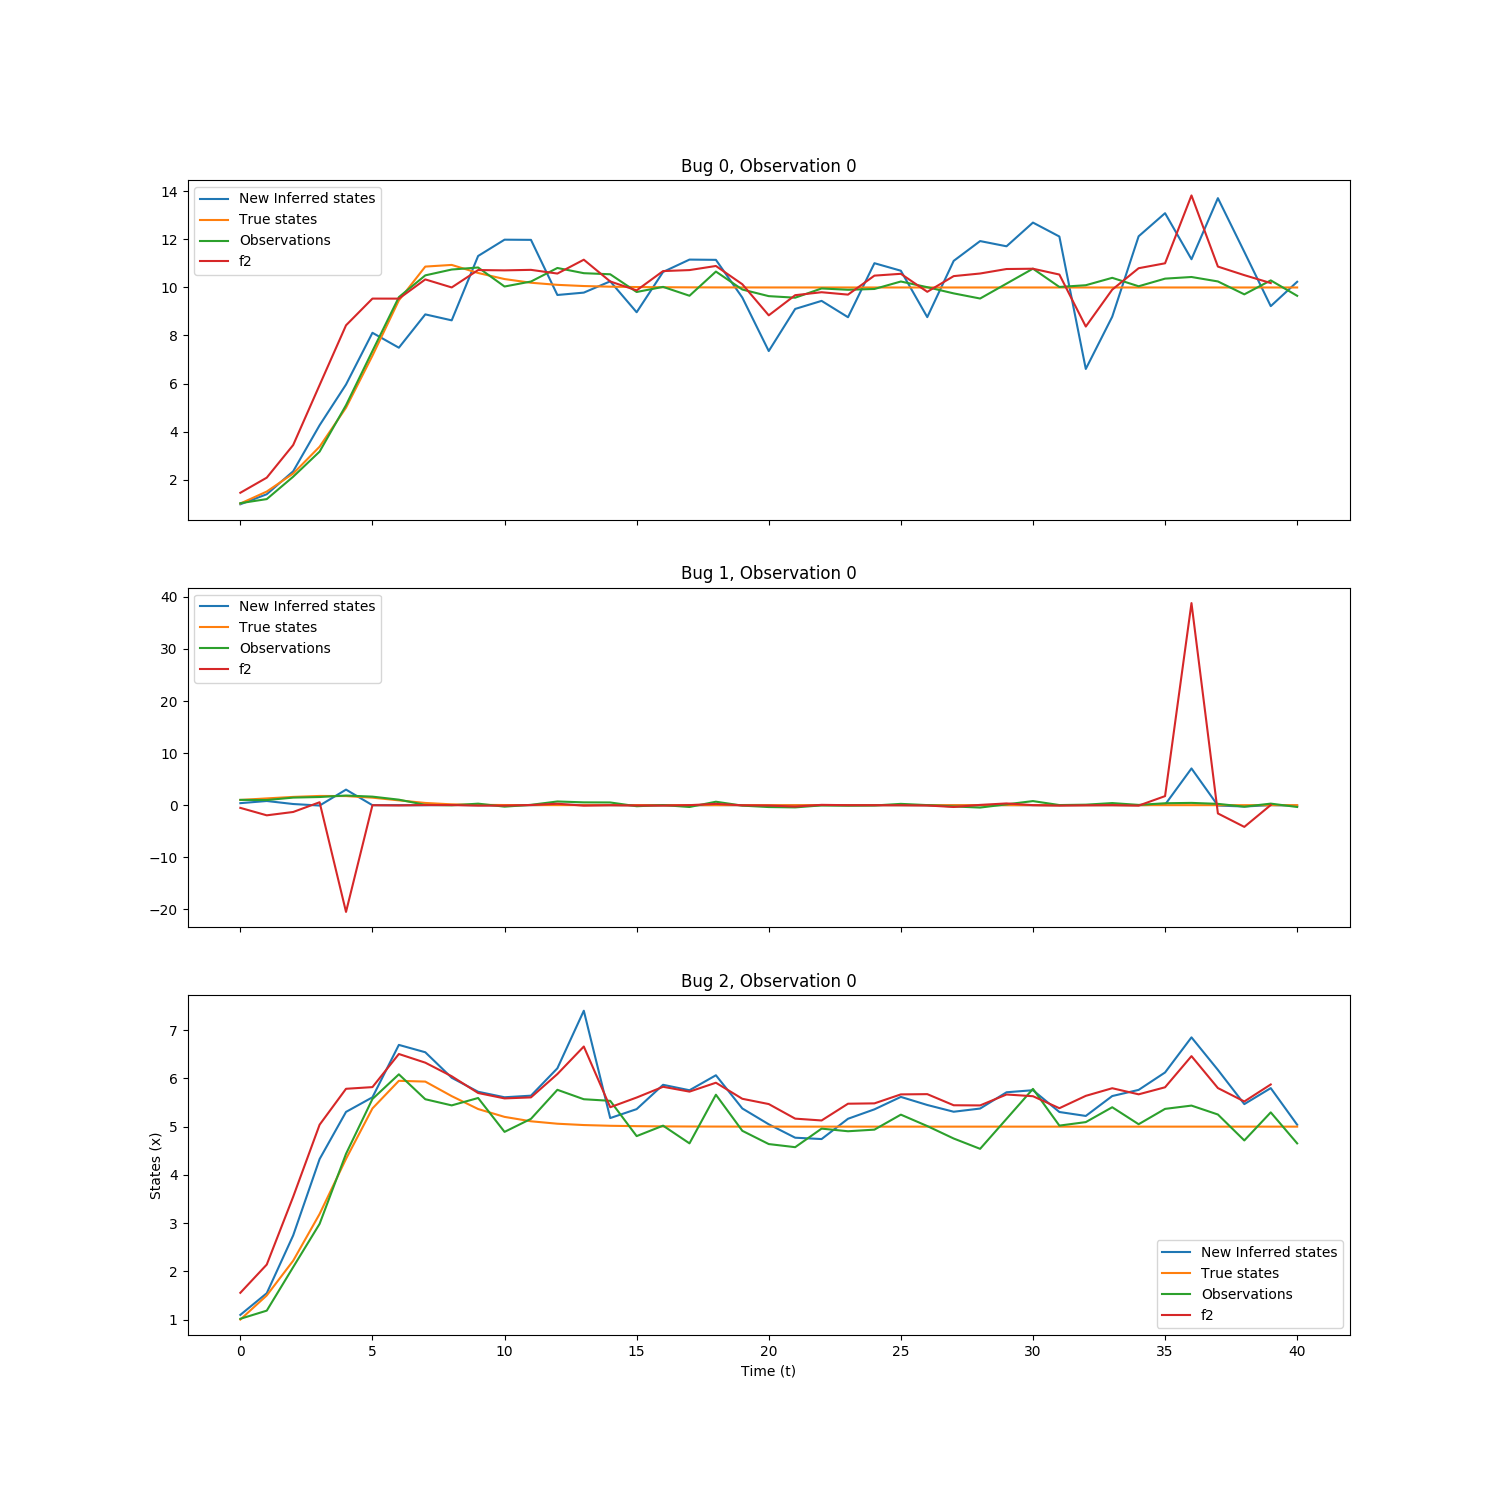 Bug 0, Observation 0
14
12
10
8
6
4
2
New Inferred states
True states
Observations
f2
Bug 1, Observation 0
40
30
20
10
0
−10
−20
New Inferred states
True states
Observations
f2
Bug 2, Observation 0
7
6
5
4
3
2
1
States (x)
New Inferred states
True states
Observations
f2
0 5 10 15 20 25 30 35 40
Time (t)